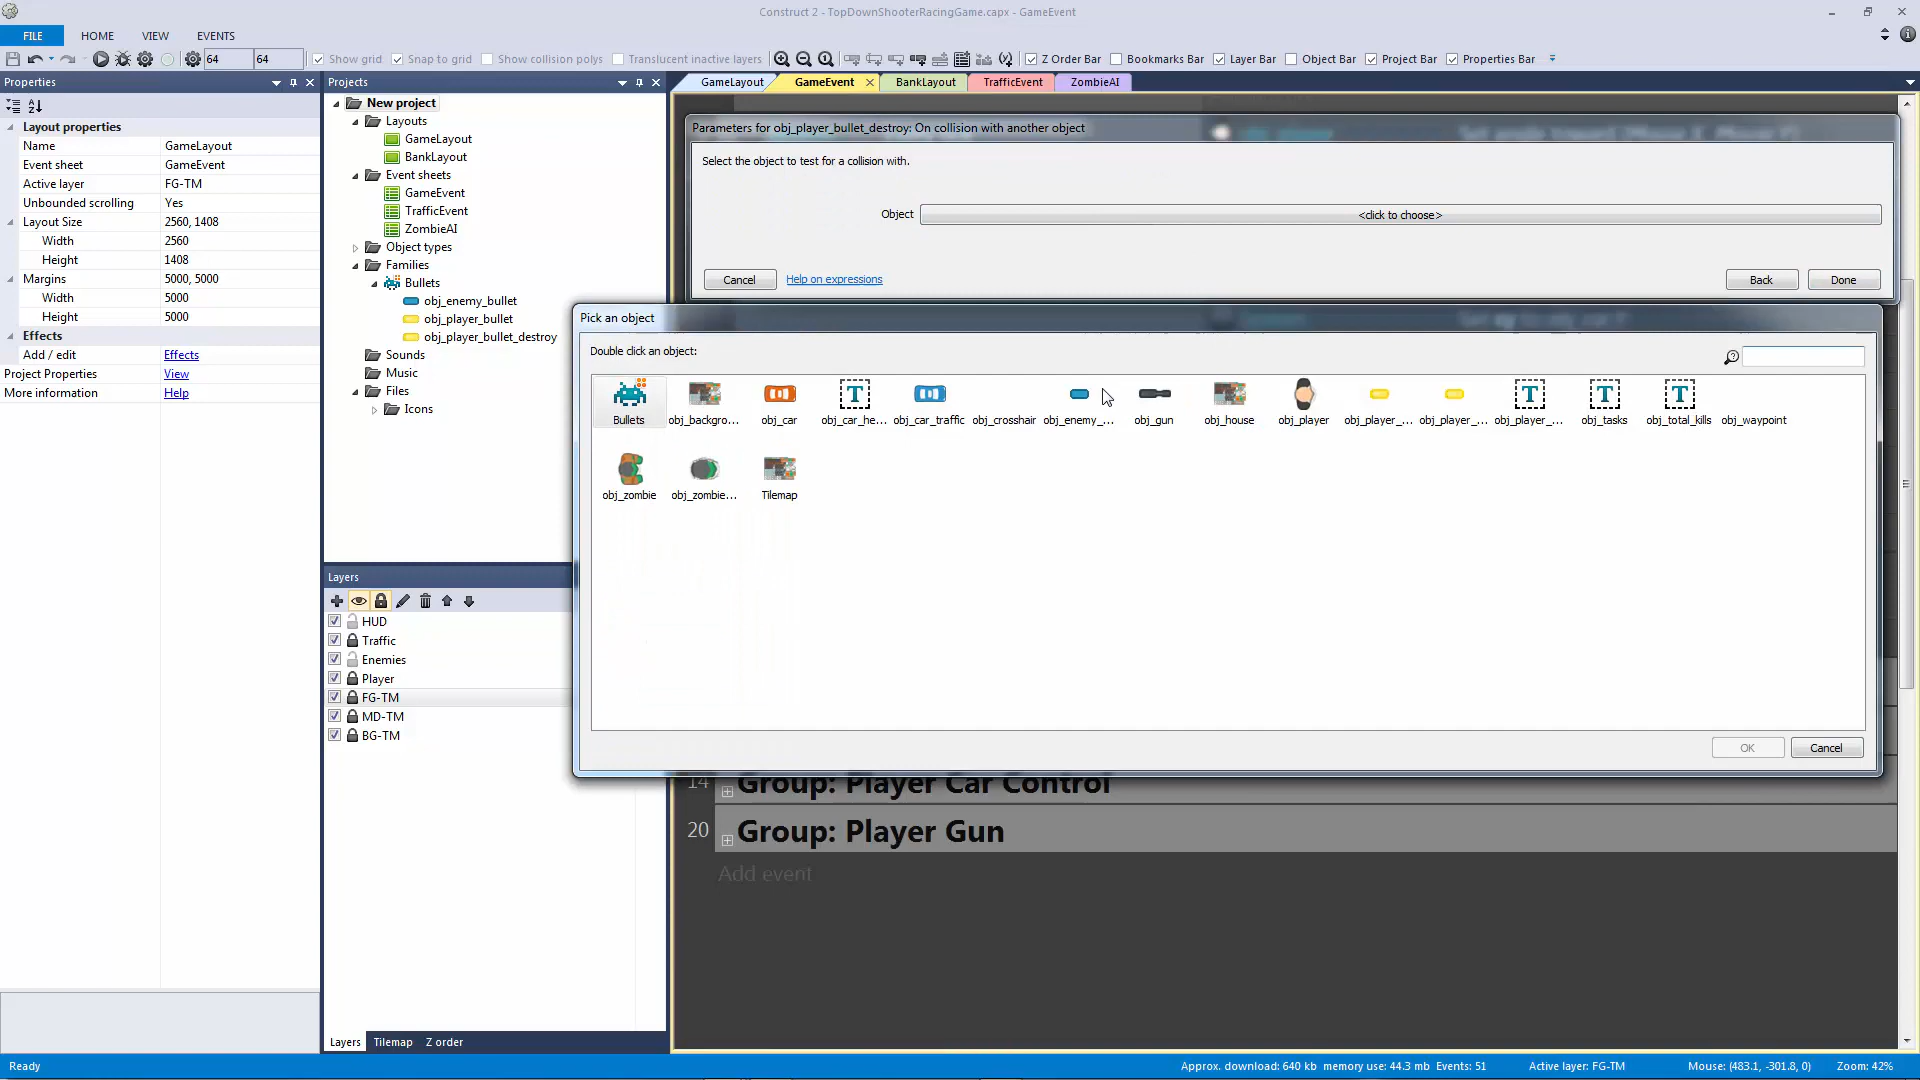 Construct 2 - TopDownShooterRacingGame.capx - GameEvent
FILE HOME VIEW EVENTS
64 64 Show grid Snap to grid Show collision polys Translucent inactive layers Z Order Bar Bookmarks Bar Layer Bar Object Bar Project Bar Properties Bar
Properties
Layout properties
Name GameLayout
Event sheet GameEvent
Active layer FG-TM
Unbounded scrolling Yes
Layout Size 2560, 1408
Width 2560
Height 1408
Margins 5000, 5000
Width 5000
Height 5000
Effects
Add / edit Effects
Project Properties View
More information Help
Projects
New project
Layouts
GameLayout
BankLayout
Event sheets
GameEvent
TrafficEvent
ZombieAI
Object types
Families
Bullets
obj_enemy_bullet
obj_player_bullet
obj_player_bullet_destroy
Sounds
Music
Files
Icons
Layers
HUD
Traffic
Enemies
Player
FG-TM
MD-TM
BG-TM
Layers Tilemap Z order
GameLayout GameEvent BankLayout TrafficEvent ZombieAI
Parameters for obj_player_bullet_destroy: On collision with another object
Select the object to test for a collision with.
Object <click to choose>
Cancel Help on expressions Back Done
Pick an object
Double click an object:
Bullets obj_backgro... obj_car obj_car_he... obj_car_traffic obj_crosshair obj_enemy_... obj_gun obj_house obj_player obj_player_... obj_player_... obj_player_... obj_tasks obj_total_kills obj_waypoint
obj_zombie obj_zombie... Tilemap
OK Cancel
14 Group: Player Car Control
20 Group: Player Gun
Add event
Ready Approx. download: 640 kb memory use: 44.3 mb Events: 51 Active layer: FG-TM Mouse: (483.1, -301.8, 0) Zoom: 42%